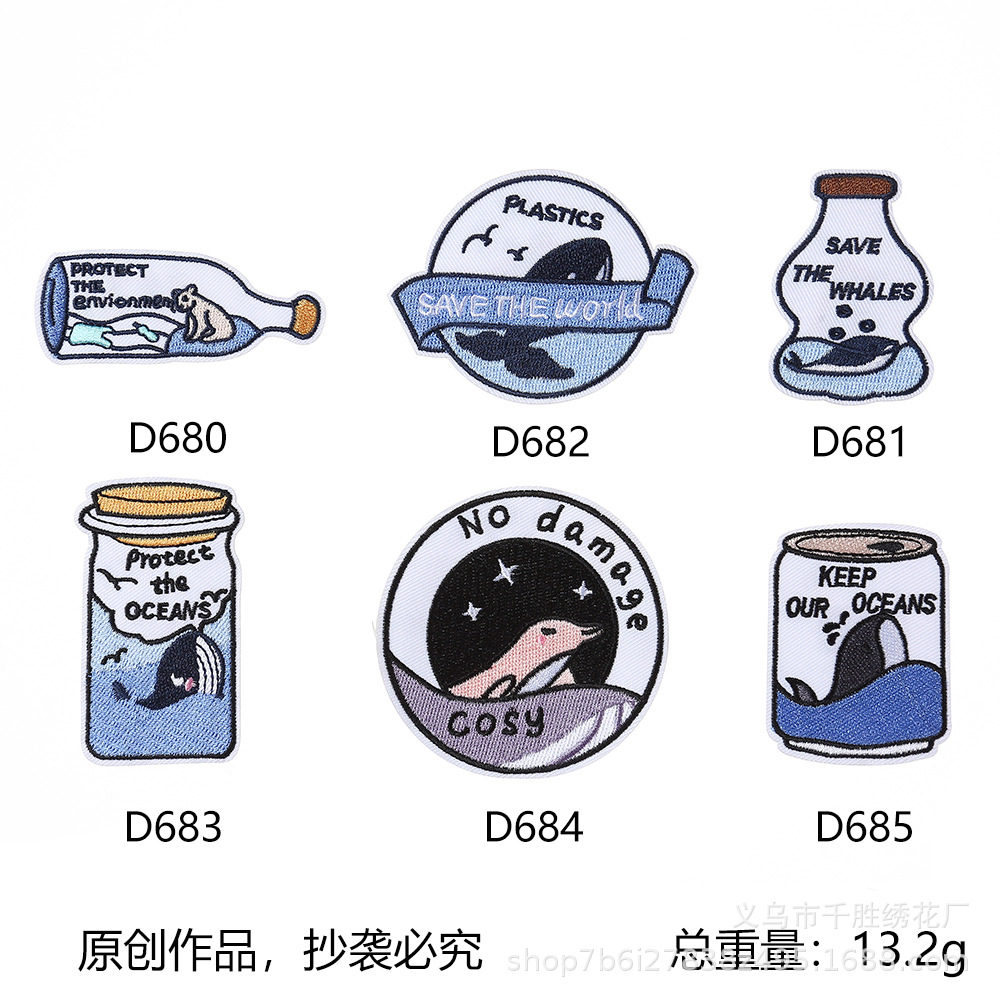 PROTECT
THE
envionmen
PLASTICS
SAVE THE world
SAVE
THE
WHALES
D680
D682
D681
Protect
the
OCEANS
No damage
Cosy
KEEP
OUR OCEANS
D683
D684
D685
义乌市千胜绣花厂
原创作品，抄袭必究
总重量：13.2g